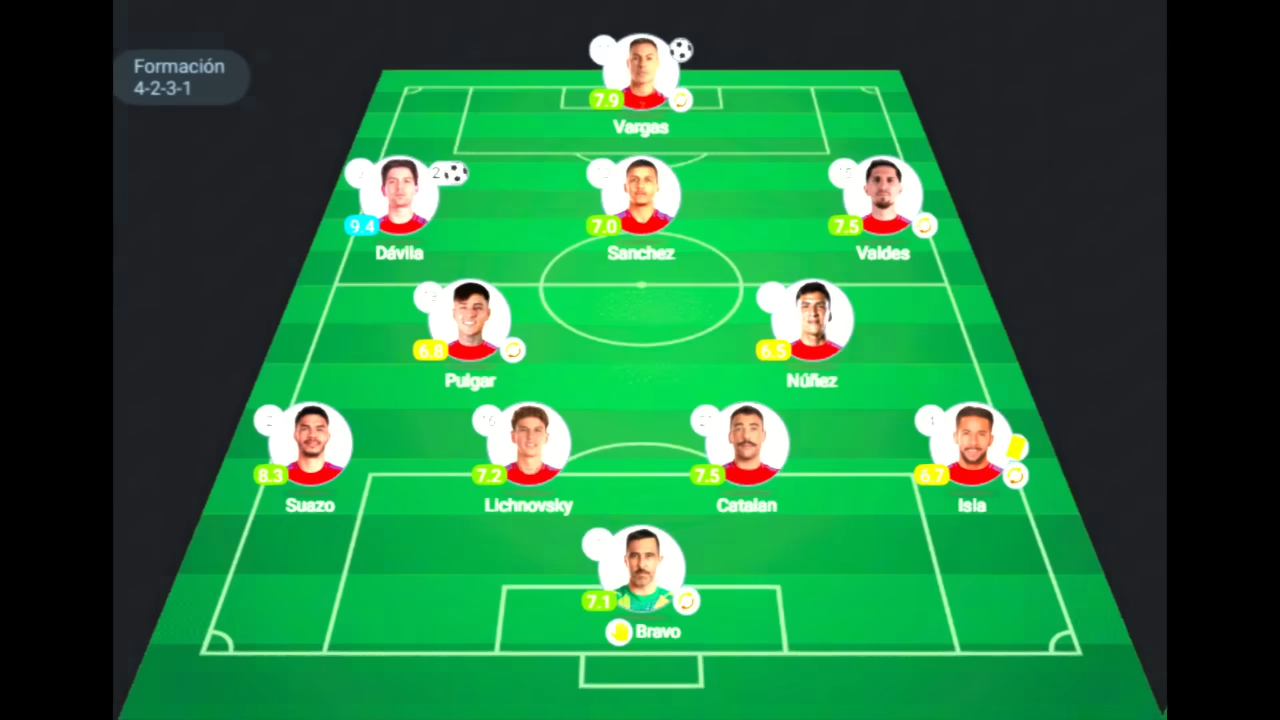 Formación
4-2-3-1
7.9
Vargas
2
9.4
7.0
7.5
Dávila
Sanchez
Valdes
6.8
6.5
Pulgar
Núñez
8.3
7.2
7.5
6.7
Suazo
Lichnovsky
Catalan
Isla
7.1
Bravo